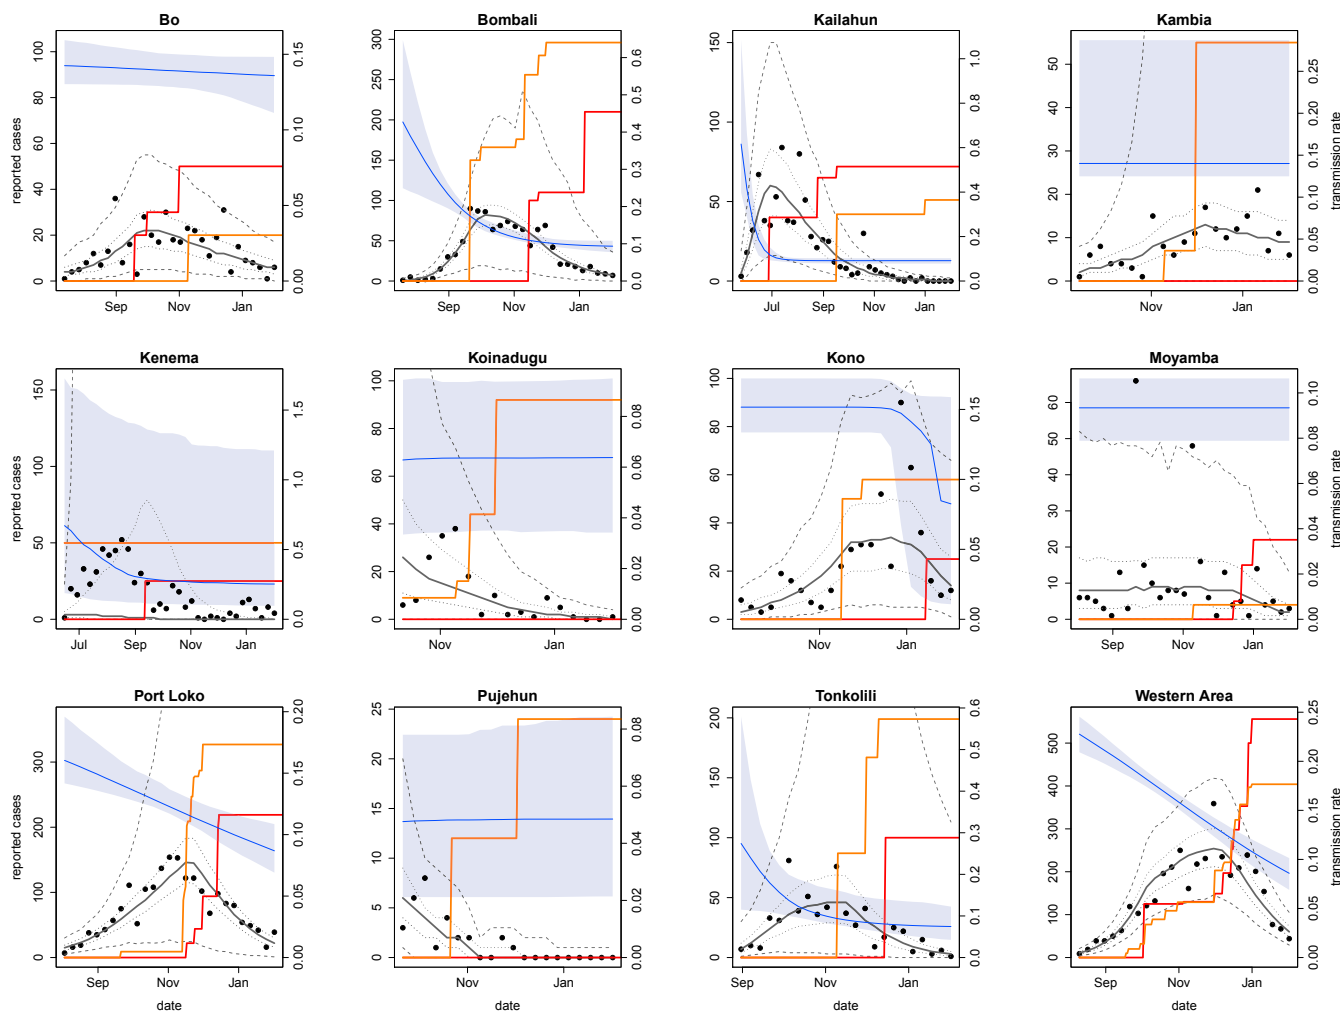 Bo
Bombali
Kailahun
Kambia
reported cases
0 20 40 60 80 100
0.00 0.05 0.10 0.15
Sep Nov Jan
0 50 100 150 200 250 300
0.0 0.1 0.2 0.3 0.4 0.5 0.6
Sep Nov Jan
0 50 100 150
0.0 0.2 0.4 0.6 0.8 1.0
Jul Sep Nov Jan
0 10 20 30 40 50
0.00 0.05 0.10 0.15 0.20 0.25
Nov Jan
transmission rate
Kenema
Koinadugu
Kono
Moyamba
reported cases
0 50 100 150
0.0 0.5 1.0 1.5
Jul Sep Nov Jan
0 20 40 60 80 100
0.00 0.02 0.04 0.06 0.08
Nov Jan
0 20 40 60 80 100
0.00 0.05 0.10 0.15
Nov Jan
0 10 20 30 40 50 60
0.00 0.02 0.04 0.06 0.08 0.10
Sep Nov Jan
transmission rate
Port Loko
Pujehun
Tonkolili
Western Area
reported cases
0 100 200 300
0.00 0.05 0.10 0.15 0.20
Sep Nov Jan
date
0 5 10 15 20 25
0.00 0.02 0.04 0.06 0.08
Nov Jan
date
0 50 100 150 200
0.0 0.1 0.2 0.3 0.4 0.5 0.6
Sep Nov Jan
date
0 100 200 300 400 500
0.00 0.05 0.10 0.15 0.20 0.25
Sep Nov Jan
date
transmission rate